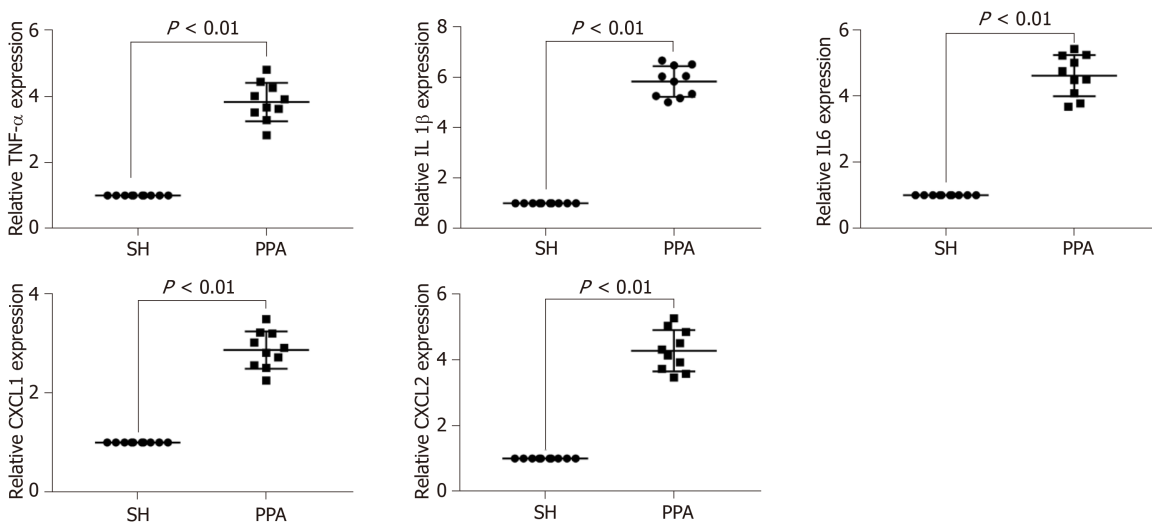 Relative TNF-α expression
6
4
2
0
P < 0.01
SH PPA
Relative IL 1β expression
8
6
4
2
0
P < 0.01
SH PPA
Relative IL6 expression
6
4
2
0
P < 0.01
SH PPA
Relative CXCL1 expression
4
2
0
P < 0.01
SH PPA
Relative CXCL2 expression
6
4
2
0
P < 0.01
SH PPA